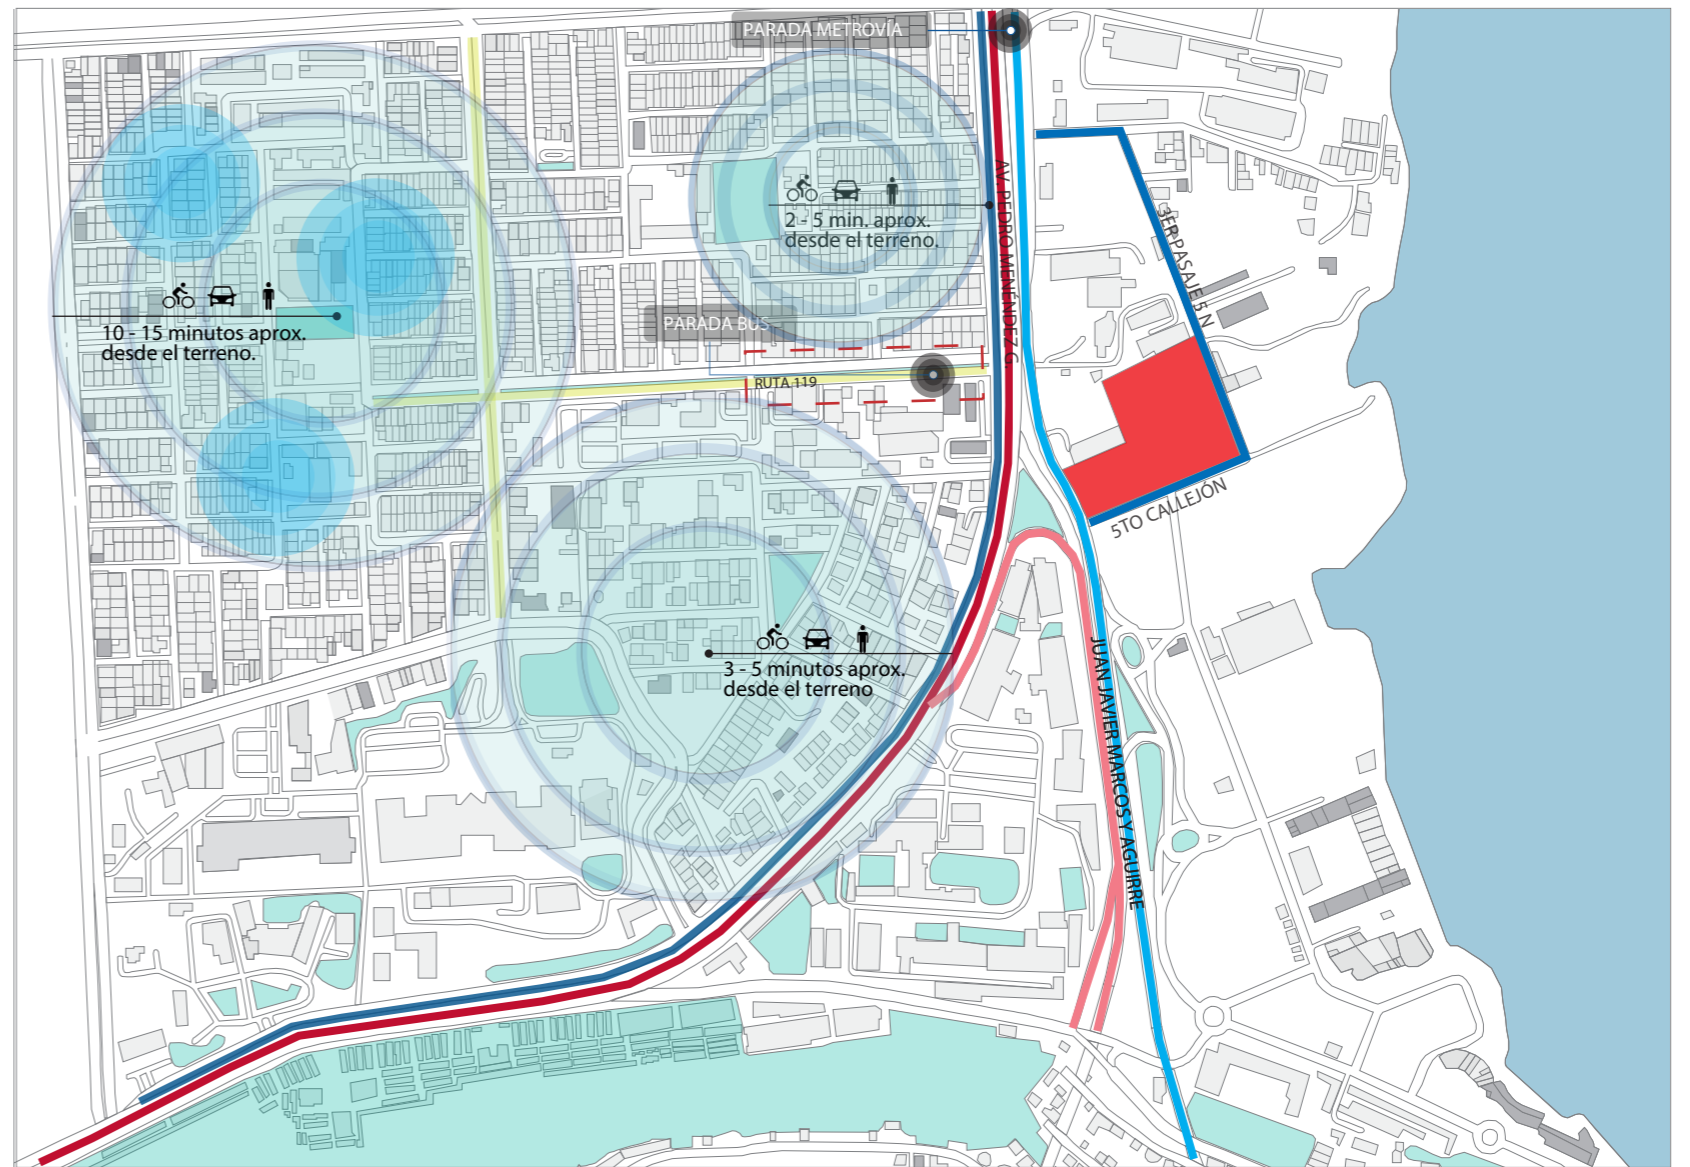 PARADA METROVÍA
AV. PEDRO MENÉNDEZ G.
3ER PASAJE 5 N
2 - 5 min. aprox.
desde el terreno.
10 - 15 minutos aprox.
desde el terreno.
PARADA BUS
RUTA 119
5TO CALLEJÓN
3 - 5 minutos aprox.
desde el terreno
JUAN JAVIER MARCOS Y AGUIRRE